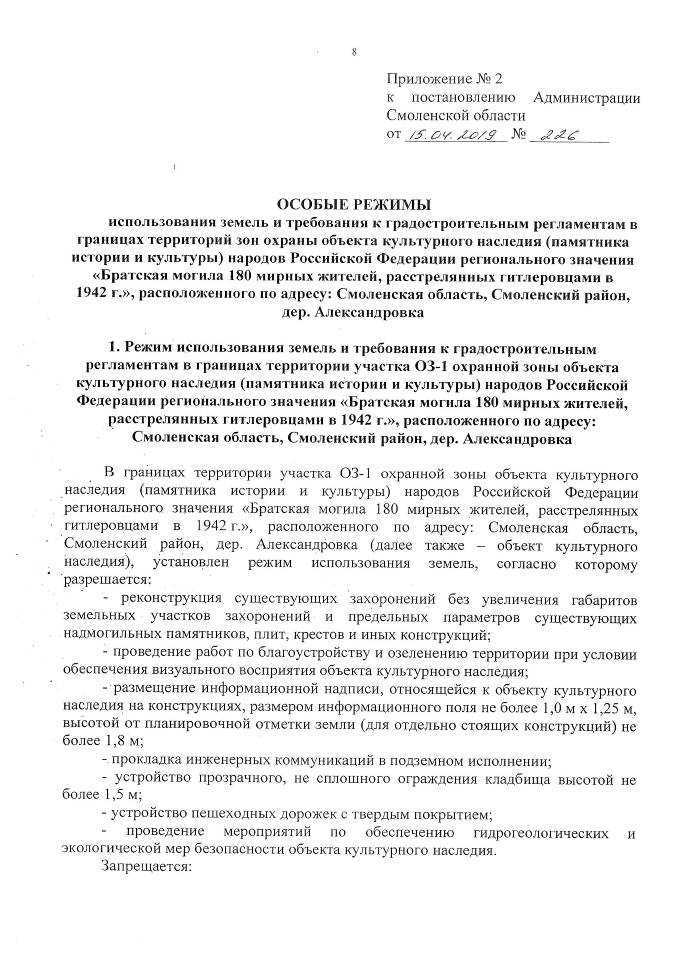 8
Приложение № 2
к постановлению Администрации
Смоленской области
от 15.04.2019 № 226
ОСОБЫЕ РЕЖИМЫ
использования земель и требования к градостроительным регламентам в
границах территорий зон охраны объекта культурного наследия (памятника
истории и культуры) народов Российской Федерации регионального значения
«Братская могила 180 мирных жителей, расстрелянных гитлеровцами в
1942 г.», расположенного по адресу: Смоленская область, Смоленский район,
дер. Александровка
1. Режим использования земель и требования к градостроительным
регламентам в границах территории участка ОЗ-1 охранной зоны объекта
культурного наследия (памятника истории и культуры) народов Российской
Федерации регионального значения «Братская могила 180 мирных жителей,
расстрелянных гитлеровцами в 1942 г.», расположенного по адресу:
Смоленская область, Смоленский район, дер. Александровка
В границах территории участка ОЗ-1 охранной зоны объекта культурного
наследия (памятника истории и культуры) народов Российской Федерации
регионального значения «Братская могила 180 мирных жителей, расстрелянных
гитлеровцами в 1942 г.», расположенного по адресу: Смоленская область,
Смоленский район, дер. Александровка (далее также – объект культурного
наследия), установлен режим использования земель, согласно которому
разрешается:
- реконструкция существующих захоронений без увеличения габаритов
земельных участков захоронений и предельных параметров существующих
надмогильных памятников, плит, крестов и иных конструкций;
- проведение работ по благоустройству и озеленению территории при условии
обеспечения визуального восприятия объекта культурного наследия;
- размещение информационной надписи, относящейся к объекту культурного
наследия на конструкциях, размером информационного поля не более 1,0 м х 1,25 м,
высотой от планировочной отметки земли (для отдельно стоящих конструкций) не
более 1,8 м;
- прокладка инженерных коммуникаций в подземном исполнении;
- устройство прозрачного, не сплошного ограждения кладбища высотой не
более 1,5 м;
- устройство пешеходных дорожек с твердым покрытием;
- проведение мероприятий по обеспечению гидрогеологических и
экологической мер безопасности объекта культурного наследия.
Запрещается: